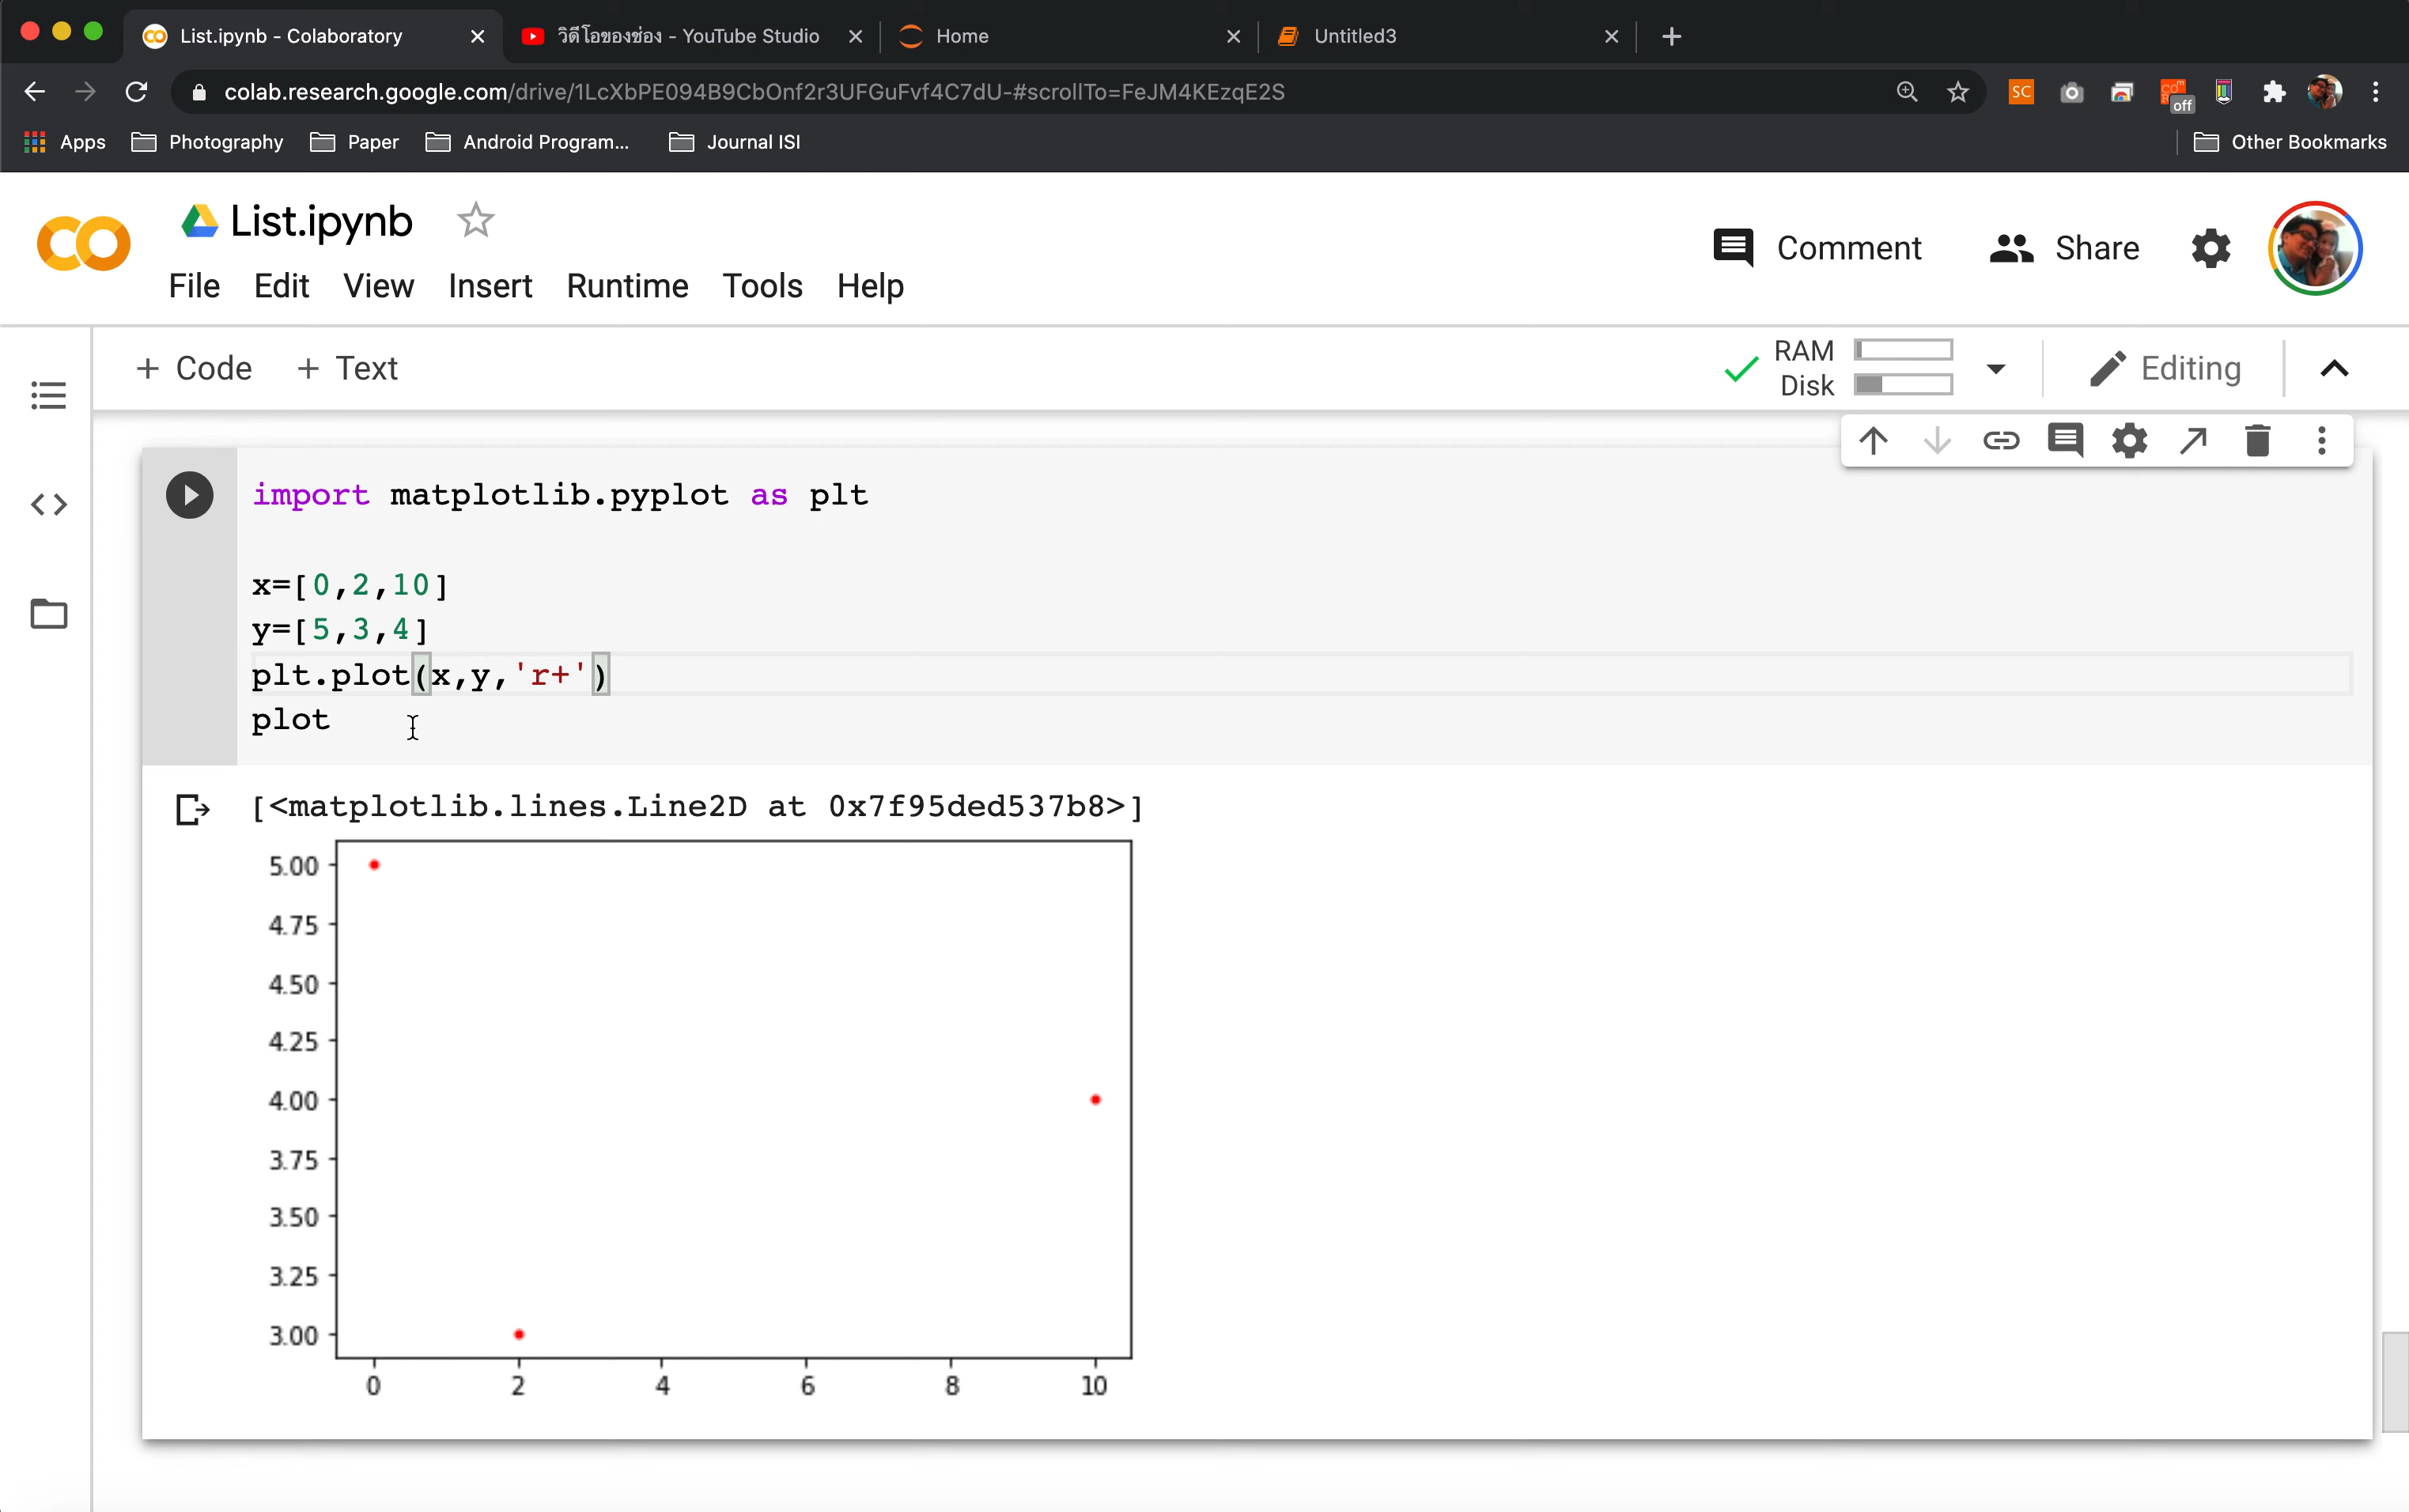 List.ipynb - Colaboratory
วิดีโอของช่อง - YouTube Studio
Home
Untitled3
colab.research.google.com/drive/1LcXbPE094B9CbOnf2r3UFGuFvf4C7dU-#scrollTo=FeJM4KEzqE2S
SC
off
Apps
Photography
Paper
Android Program...
Journal ISI
Other Bookmarks
List.ipynb
Comment
Share
File Edit View Insert Runtime Tools Help
+ Code + Text
RAM
Disk
Editing
import matplotlib.pyplot as plt
x=[0,2,10]
y=[5,3,4]
plt.plot(x,y,'r+')
plot
[<matplotlib.lines.Line2D at 0x7f95ded537b8>]
5.00
4.75
4.50
4.25
4.00
3.75
3.50
3.25
3.00
0 2 4 6 8 10